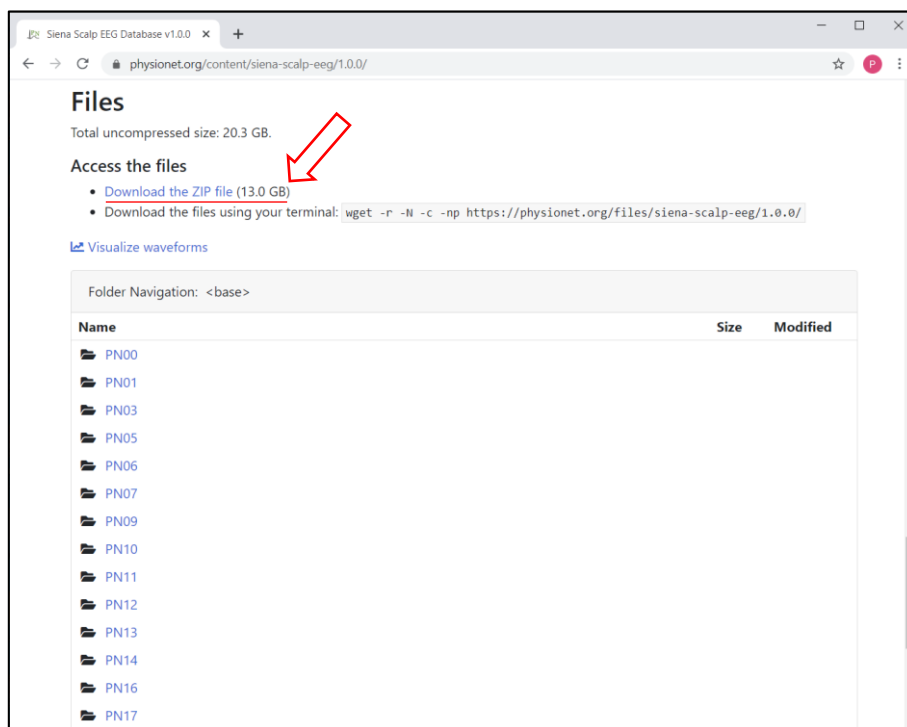 Siena Scalp EEG Database v1.0.0
physionet.org/content/siena-scalp-eeg/1.0.0/
P
Files
Total uncompressed size: 20.3 GB.
Access the files
Download the ZIP file (13.0 GB)
Download the files using your terminal: wget -r -N -c -np https://physionet.org/files/siena-scalp-eeg/1.0.0/
Visualize waveforms
Folder Navigation: <base>
Name Size Modified
PN00
PN01
PN03
PN05
PN06
PN07
PN09
PN10
PN11
PN12
PN13
PN14
PN16
PN17